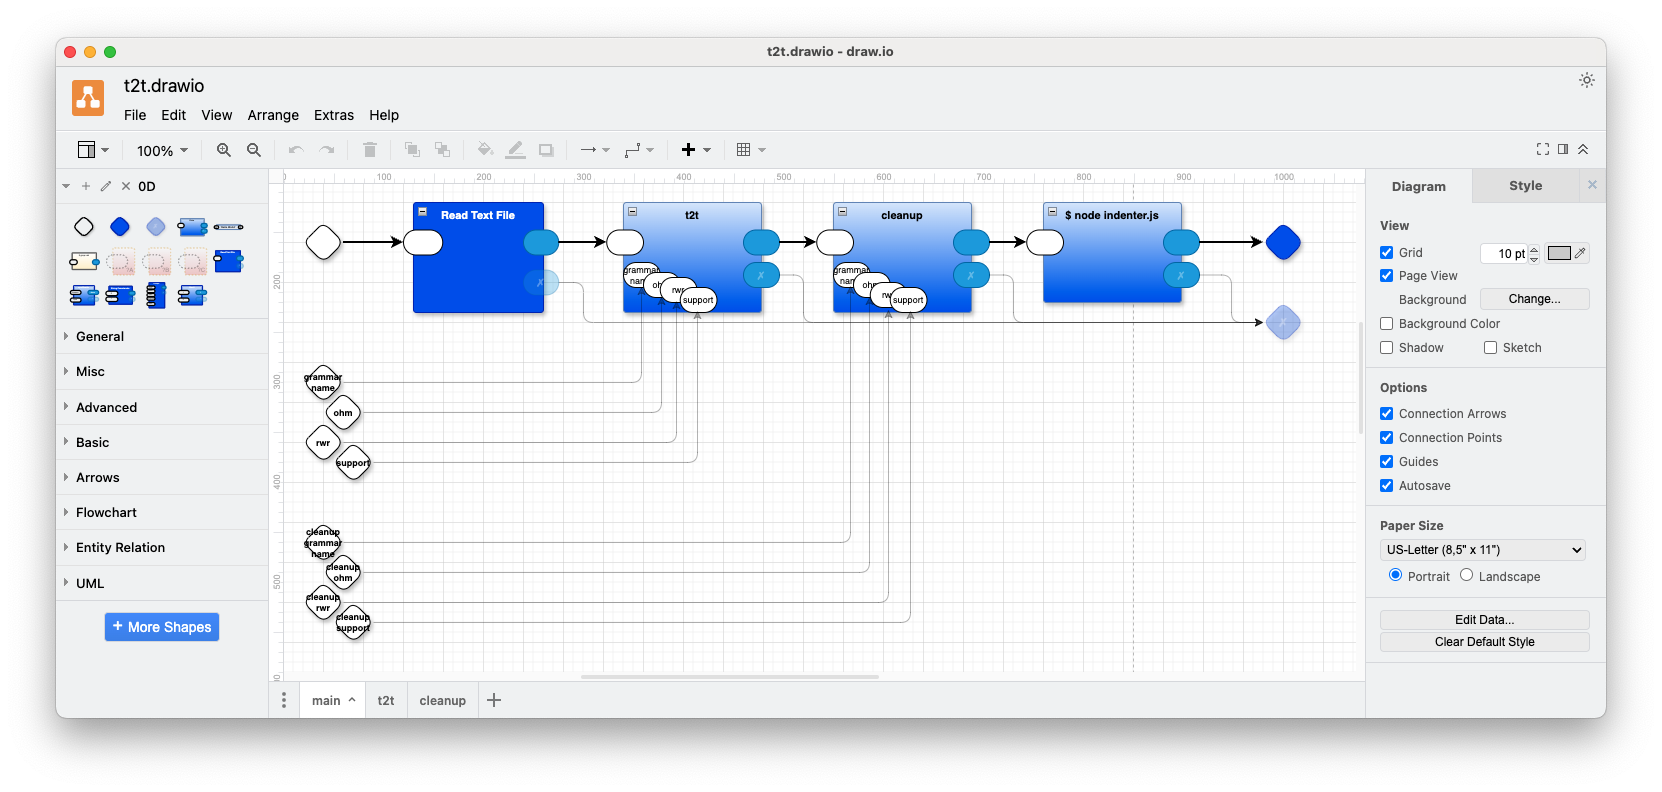 t2t.drawio - draw.io
t2t.drawio
File Edit View Arrange Extras Help
100%
0D
General
Misc
Advanced
Basic
Arrows
Flowchart
Entity Relation
UML
+ More Shapes
0 100 200 300 400 500 600 700 800 900 1000
200
300
400
500
Read Text File
✗
t2t
✗
grammar
name
ohm
rwr
support
cleanup
✗
grammar
name
ohm
rwr
support
$ node indenter.js
✗
✗
grammar
name
ohm
rwr
support
cleanup
grammar
name
cleanup
ohm
cleanup
rwr
cleanup
support
main t2t cleanup
Diagram Style
View
Grid 10 pt
Page View
Background Change...
Background Color
Shadow Sketch
Options
Connection Arrows
Connection Points
Guides
Autosave
Paper Size
US-Letter (8,5" x 11")
Portrait Landscape
Edit Data...
Clear Default Style